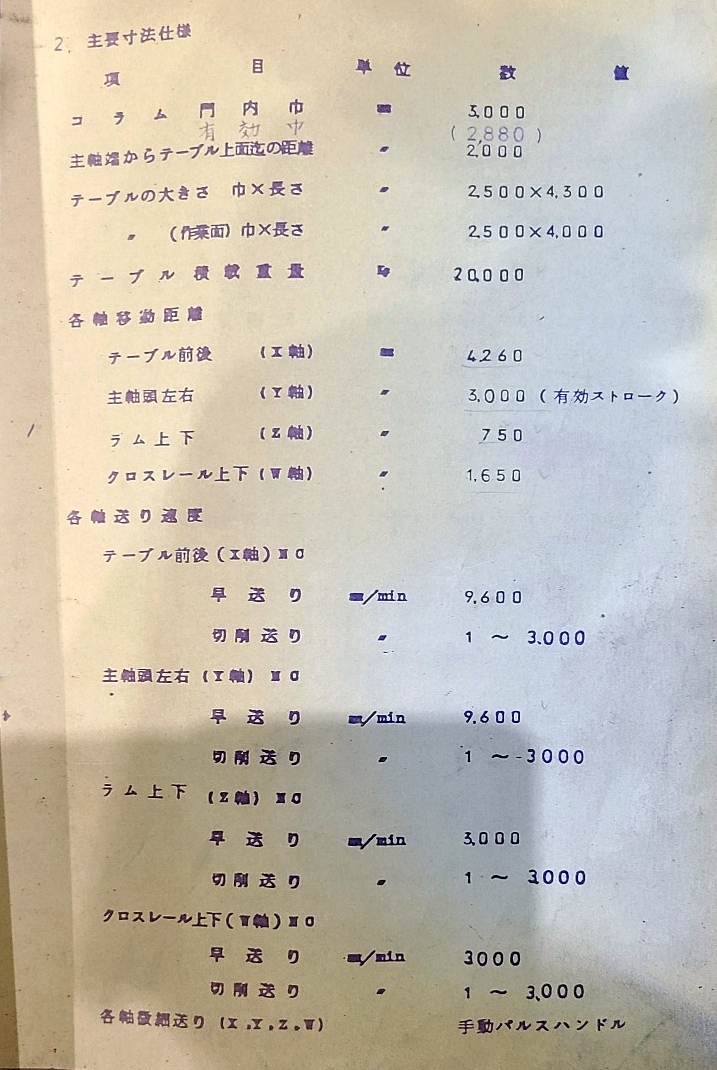 2. 主要寸法仕様
項 目 単位 数 値
コラム門内巾 mm 3,000
有効巾 (2,880)
主軸端からテーブル上面迄の距離 〃 2,000
テーブルの大きさ 巾×長さ 〃 2,500×4,300
〃 (作業面)巾×長さ 〃 2,500×4,000
テーブル積載重量 kg 20,000
各軸移動距離
テーブル前後 (X軸) mm 4,260
主軸頭左右 (Y軸) 〃 3,000 (有効ストローク)
ラム上下 (Z軸) 〃 750
クロスレール上下(W軸) 〃 1,650
各軸送り速度
テーブル前後(X軸)NC
早送り mm/min 9,600
切削送り 〃 1 ~ 3,000
主軸頭左右(Y軸)NC
早送り mm/min 9,600
切削送り 〃 1 ~ 3000
ラム上下 (Z軸)NC
早送り mm/min 3,000
切削送り 〃 1 ~ 3,000
クロスレール上下(W軸)NC
早送り mm/min 3000
切削送り 〃 1 ~ 3,000
各軸微細送り(X,Y,Z,W) 手動パルスハンドル